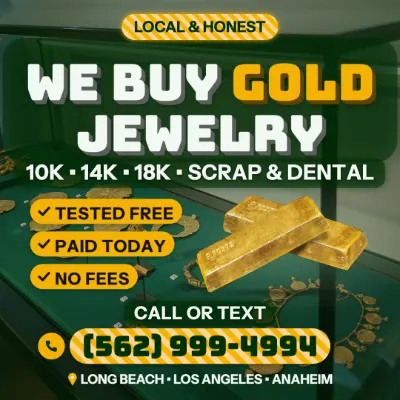 LOCAL & HONEST
WE BUY GOLD
JEWELRY
10K • 14K • 18K • SCRAP & DENTAL
TESTED FREE
PAID TODAY
NO FEES
CALL OR TEXT
(562) 999-4994
LONG BEACH • LOS ANGELES • ANAHEIM